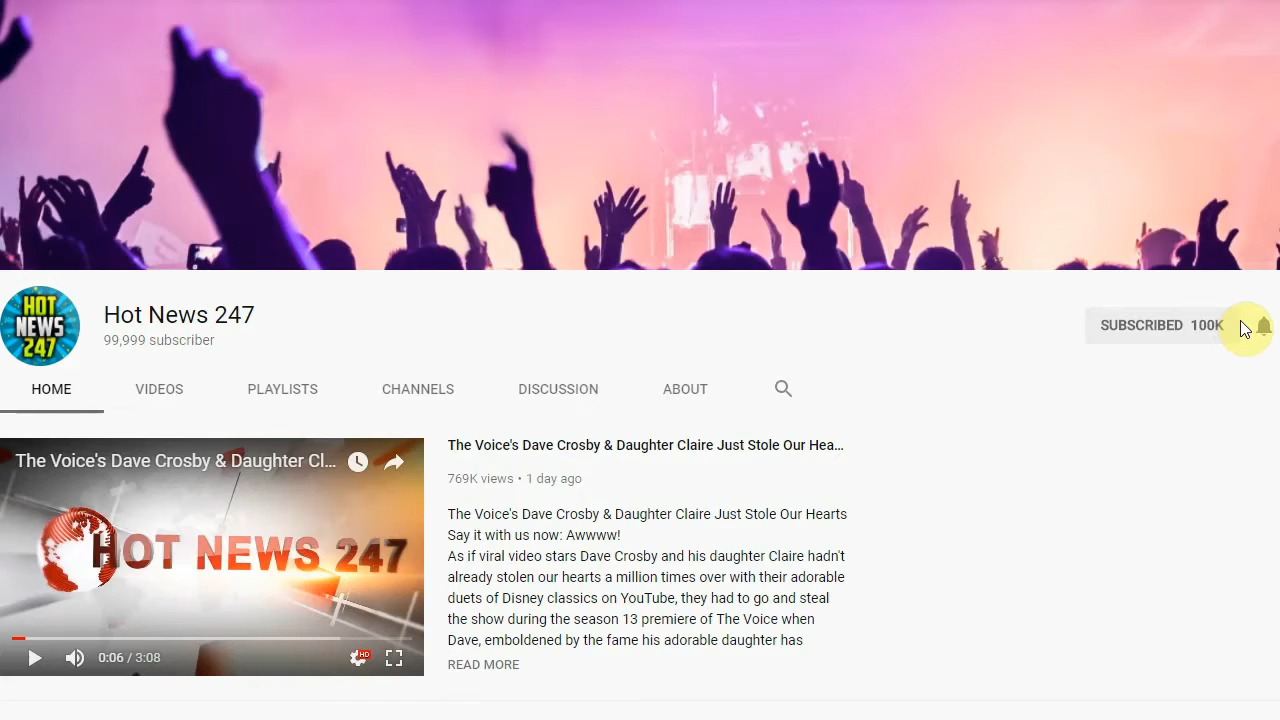 HOT
NEWS
247
Hot News 247
99,999 subscriber
SUBSCRIBED 100K
HOME VIDEOS PLAYLISTS CHANNELS DISCUSSION ABOUT
The Voice's Dave Crosby & Daughter Cl...
HOT NEWS 247
0:06 / 3:08
HD
The Voice's Dave Crosby & Daughter Claire Just Stole Our Hea...
769K views • 1 day ago
The Voice's Dave Crosby & Daughter Claire Just Stole Our Hearts
Say it with us now: Awwww!
As if viral video stars Dave Crosby and his daughter Claire hadn't
already stolen our hearts a million times over with their adorable
duets of Disney classics on YouTube, they had to go and steal
the show during the season 13 premiere of The Voice when
Dave, emboldened by the fame his adorable daughter has
READ MORE